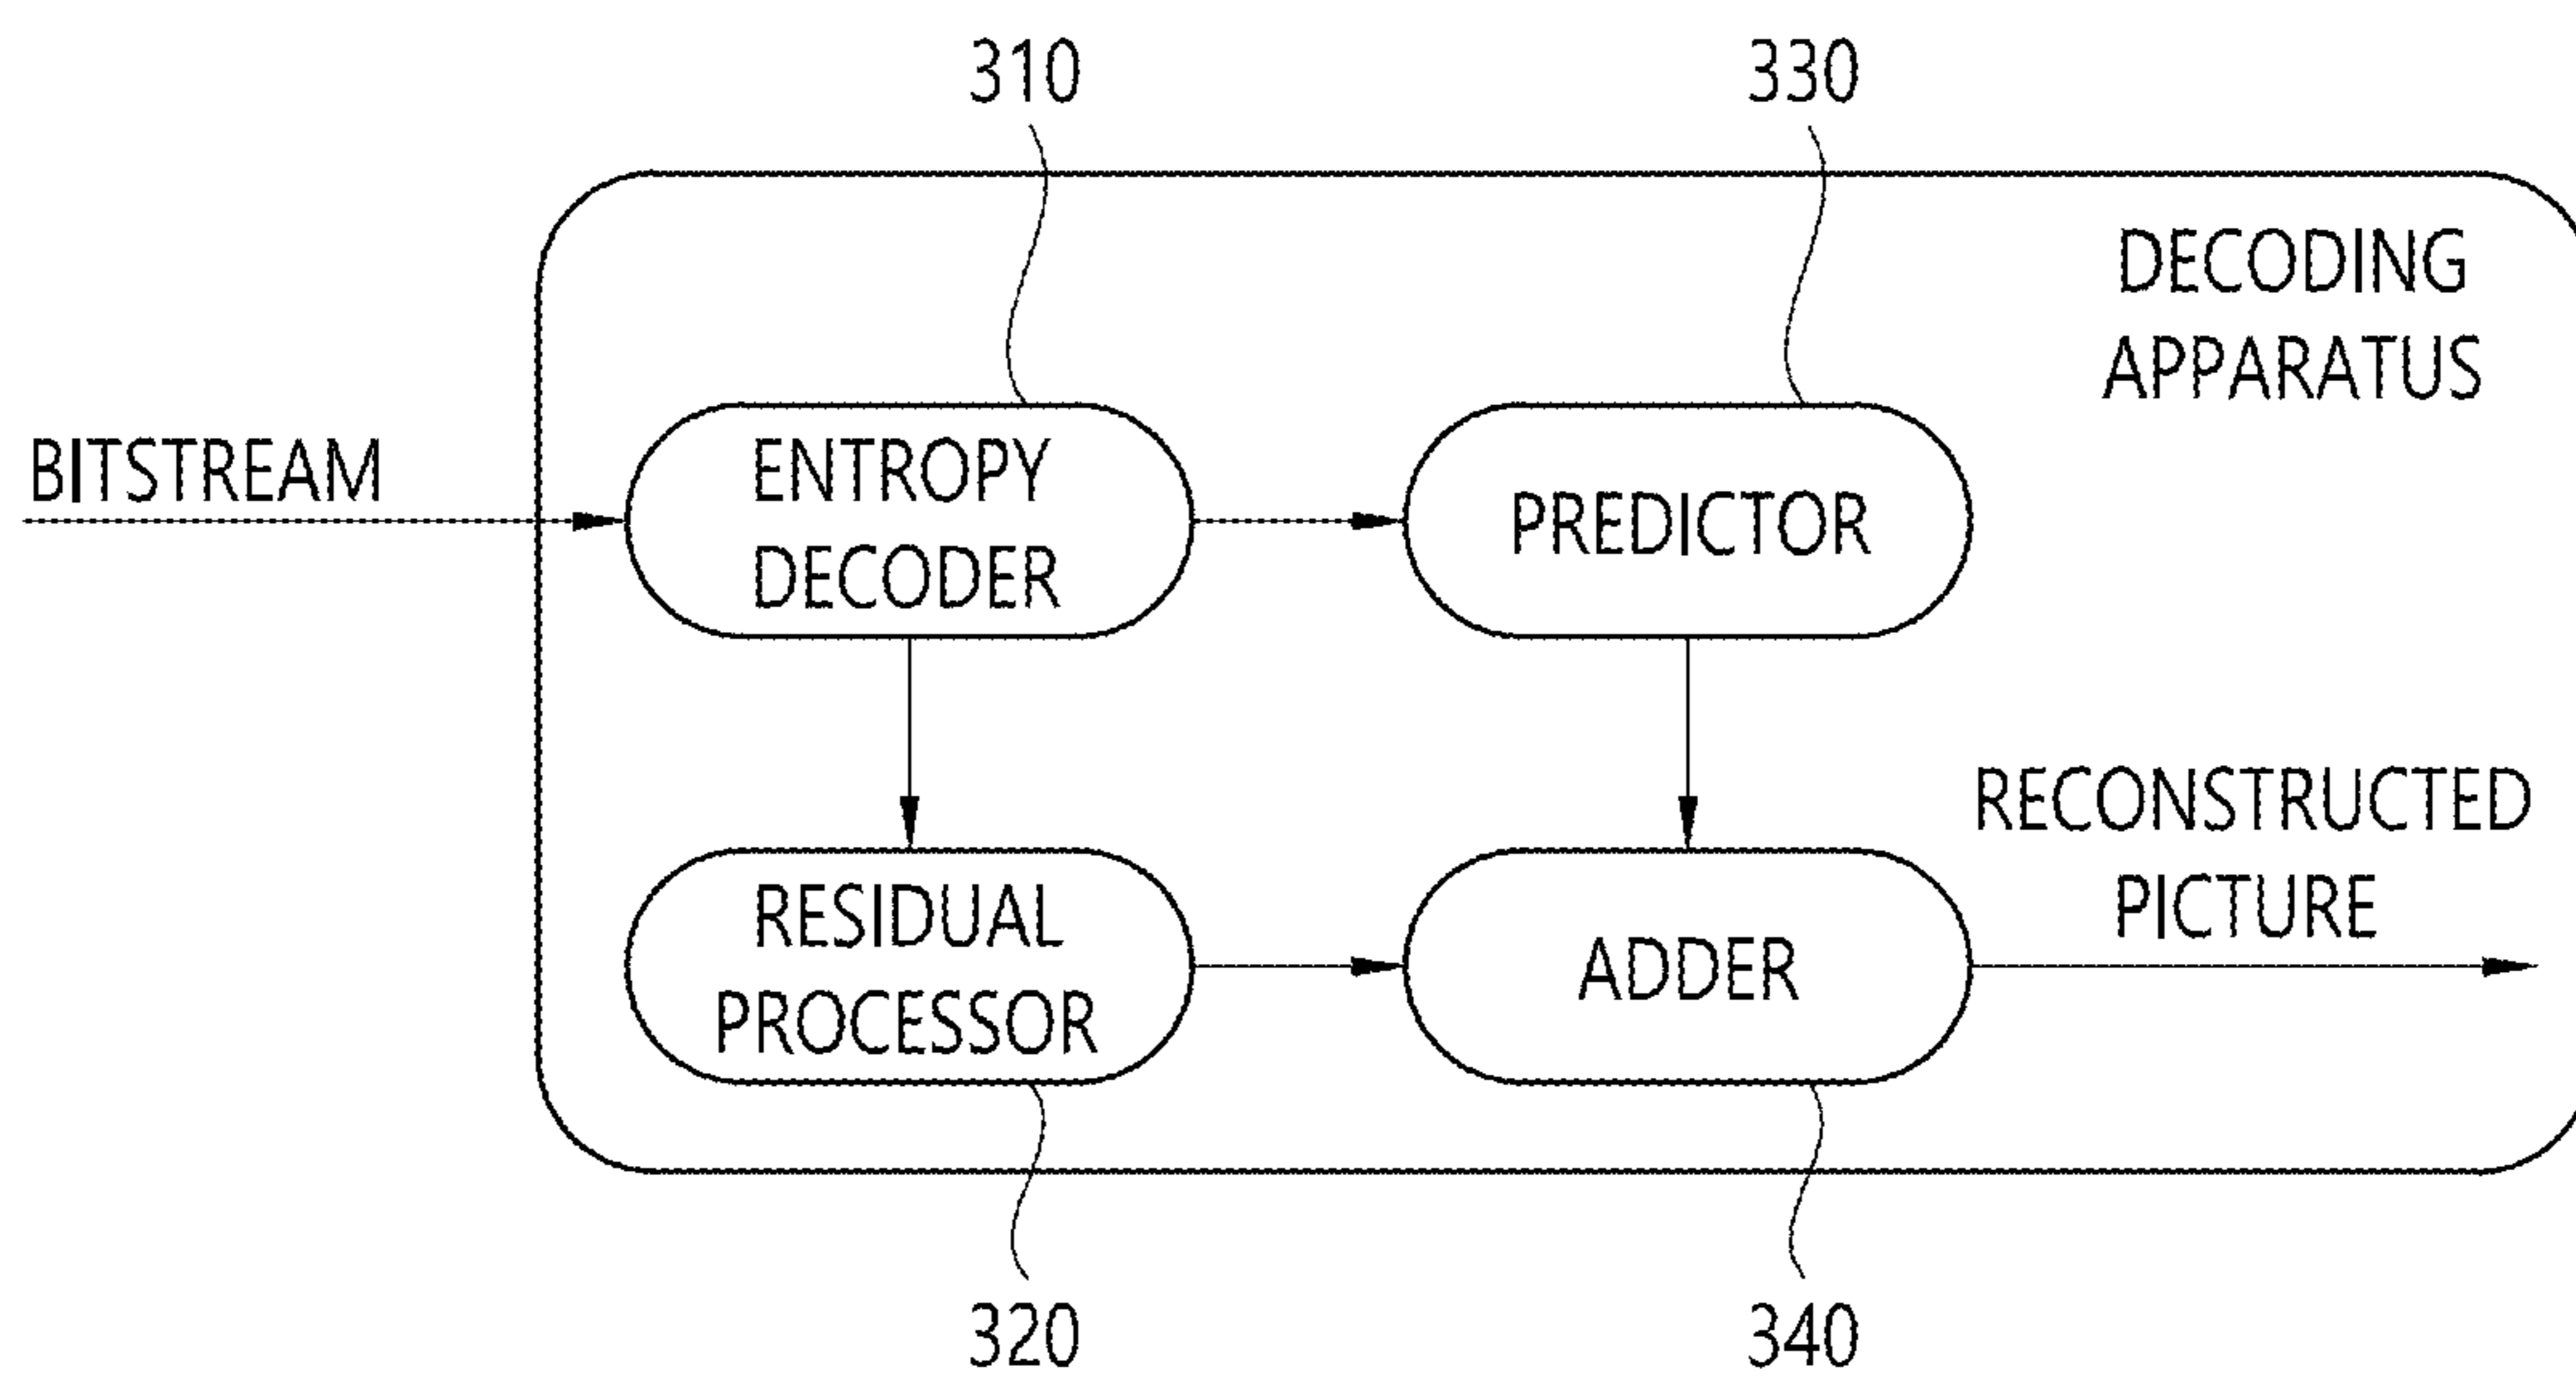 310
330
DECODING
APPARATUS
BITSTREAM
ENTROPY
DECODER
PREDICTOR
RECONSTRUCTED
PICTURE
RESIDUAL
PROCESSOR
ADDER
320
340